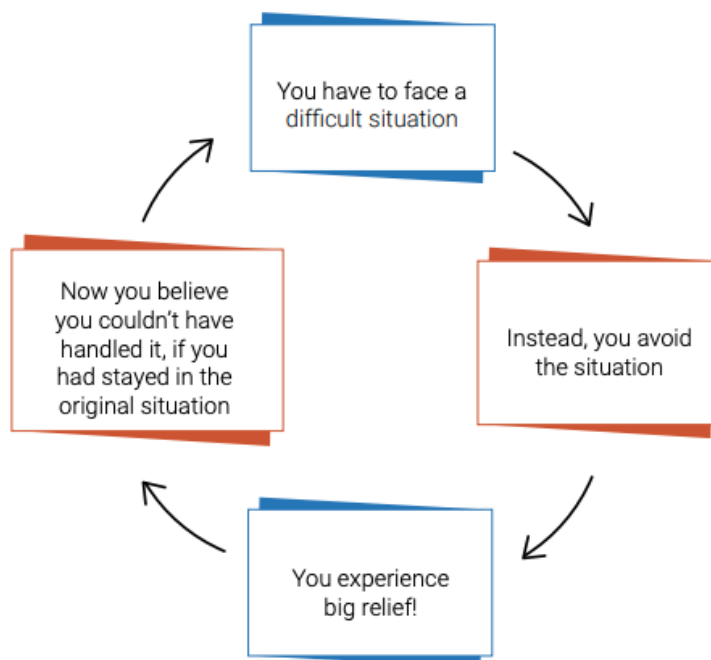 You have to face a
difficult situation
Instead, you avoid
the situation
You experience
big relief!
Now you believe
you couldn’t have
handled it, if you
had stayed in the
original situation